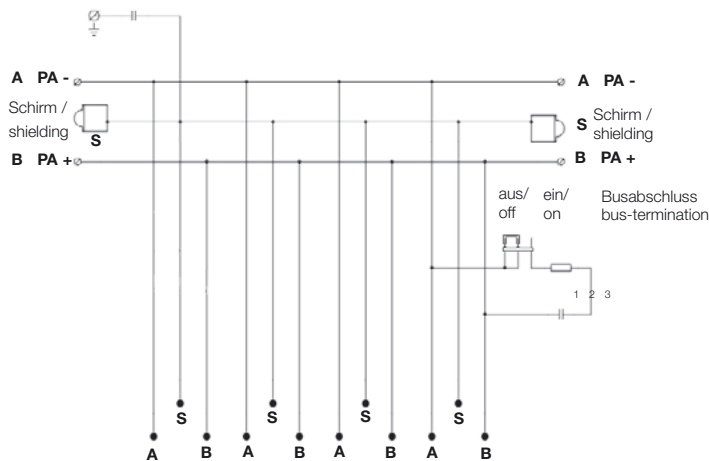 A PA -
A PA -
Schirm /
shielding
S
S Schirm /
shielding
B PA +
B PA +
aus/ ein/ Busabschluss
off on bus-termination
1 2 3
S S S S
A B A B A B A B